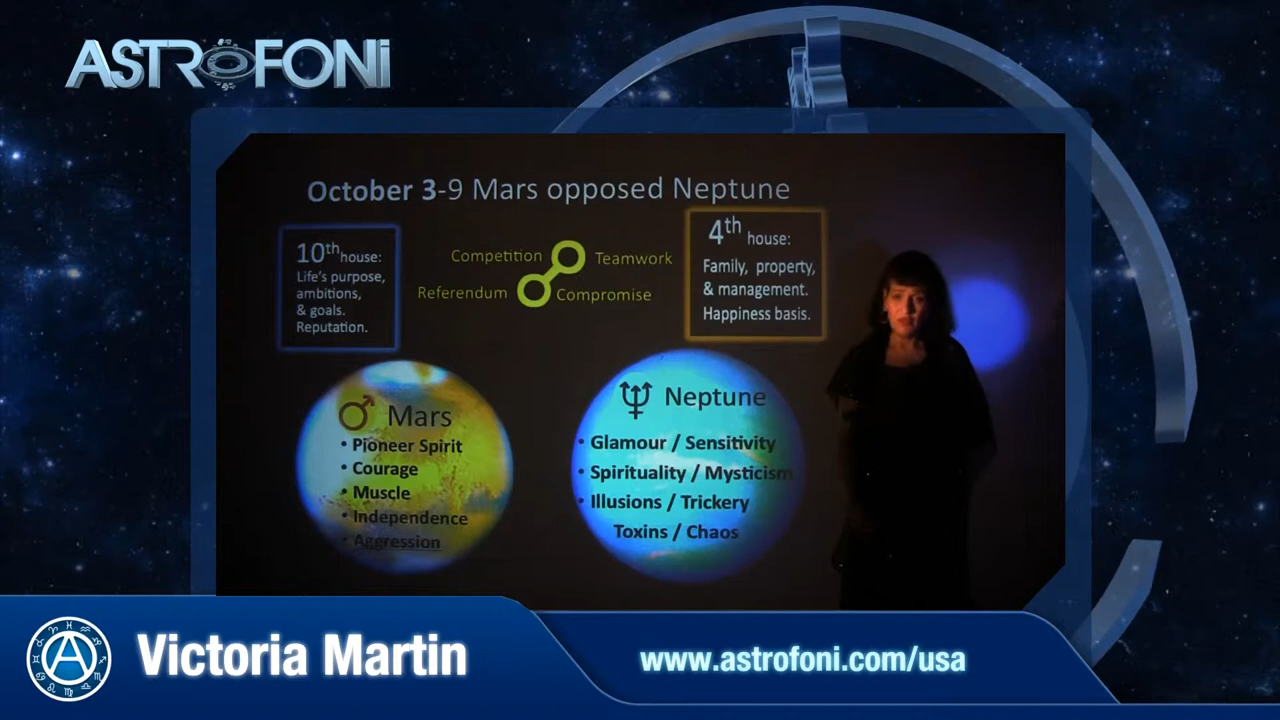 ASTROFONi
October 3-9 Mars opposed Neptune
10th house:
Life's purpose,
ambitions,
& goals.
Reputation.
Competition
Teamwork
Referendum
Compromise
4th house:
Family, property,
& management.
Happiness basis.
♂ Mars
• Pioneer Spirit
• Courage
• Muscle
• Independence
• Aggression
♆ Neptune
• Glamour / Sensitivity
• Spirituality / Mysticism
• Illusions / Trickery
Toxins / Chaos
Victoria Martin
www.astrofoni.com/usa